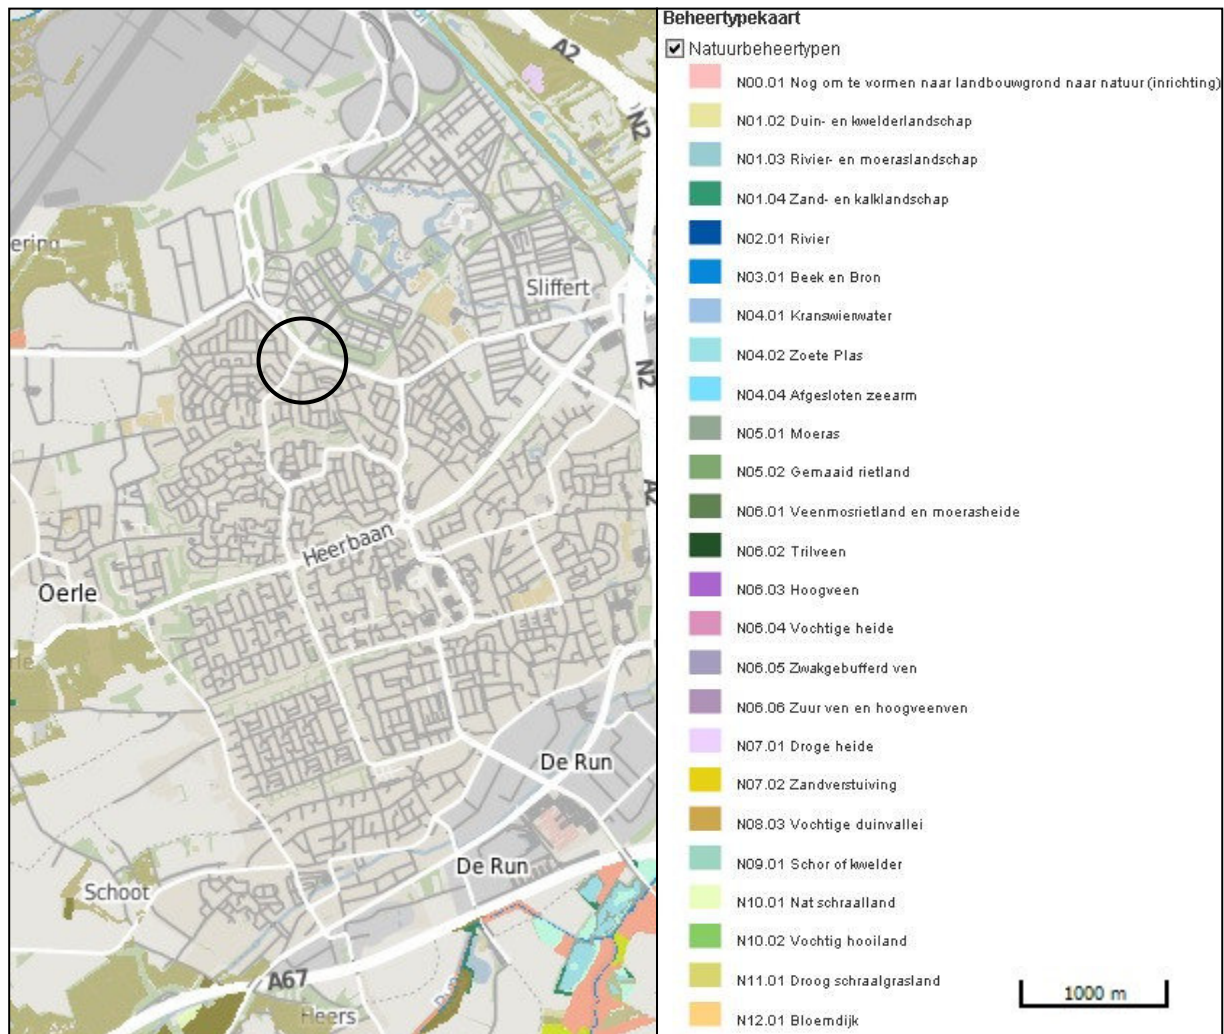 Beheertypekaart
Natuurbeheertypen
N00.01 Nog om te vormen naar landbouwgrond naar natuur (inrichting)
N01.02 Duin- en kwelderlandschap
N01.03 Rivier- en moeraslandschap
N01.04 Zand- en kalklandschap
N02.01 Rivier
N03.01 Beek en Bron
N04.01 Kranswierwater
N04.02 Zoete Plas
N04.04 Afgesloten zeearm
N05.01 Moeras
N05.02 Gemaaid rietland
N06.01 Veenmosrietland en moerasheide
N06.02 Trilveen
N06.03 Hoogveen
N06.04 Vochtige heide
N06.05 Zwakgebufferd ven
N06.06 Zuur ven en hoogveenven
N07.01 Droge heide
N07.02 Zandverstuiving
N08.03 Vochtige duinvallei
N09.01 Schor of kwelder
N10.01 Nat schraalland
N10.02 Vochtig hooiland
N11.01 Droog schraalgrasland
N12.01 Bloemdijk
1000 m
A2
N2
ering
Sliffert
N2
A2
Heerbaan
Oerle
rle
De Run
De Run
Schoot
A67
Heers